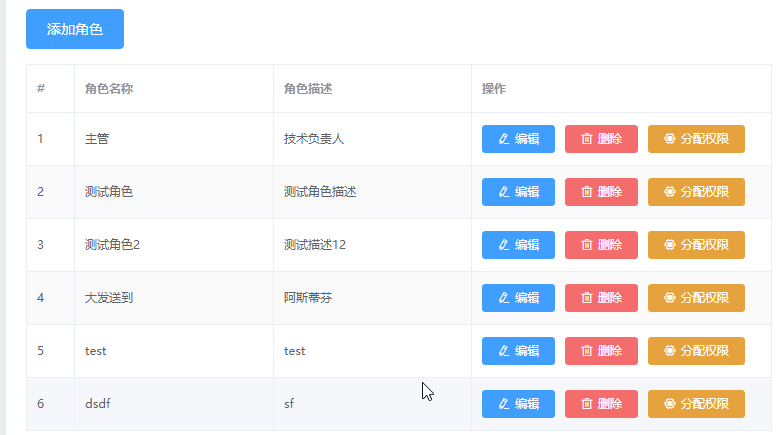 添加角色
# 角色名称 角色描述 操作
1 主管 技术负责人 编辑 删除 分配权限
2 测试角色 测试角色描述 编辑 删除 分配权限
3 测试角色2 测试描述12 编辑 删除 分配权限
4 大发送到 阿斯蒂芬 编辑 删除 分配权限
5 test test 编辑 删除 分配权限
6 dsdf sf 编辑 删除 分配权限